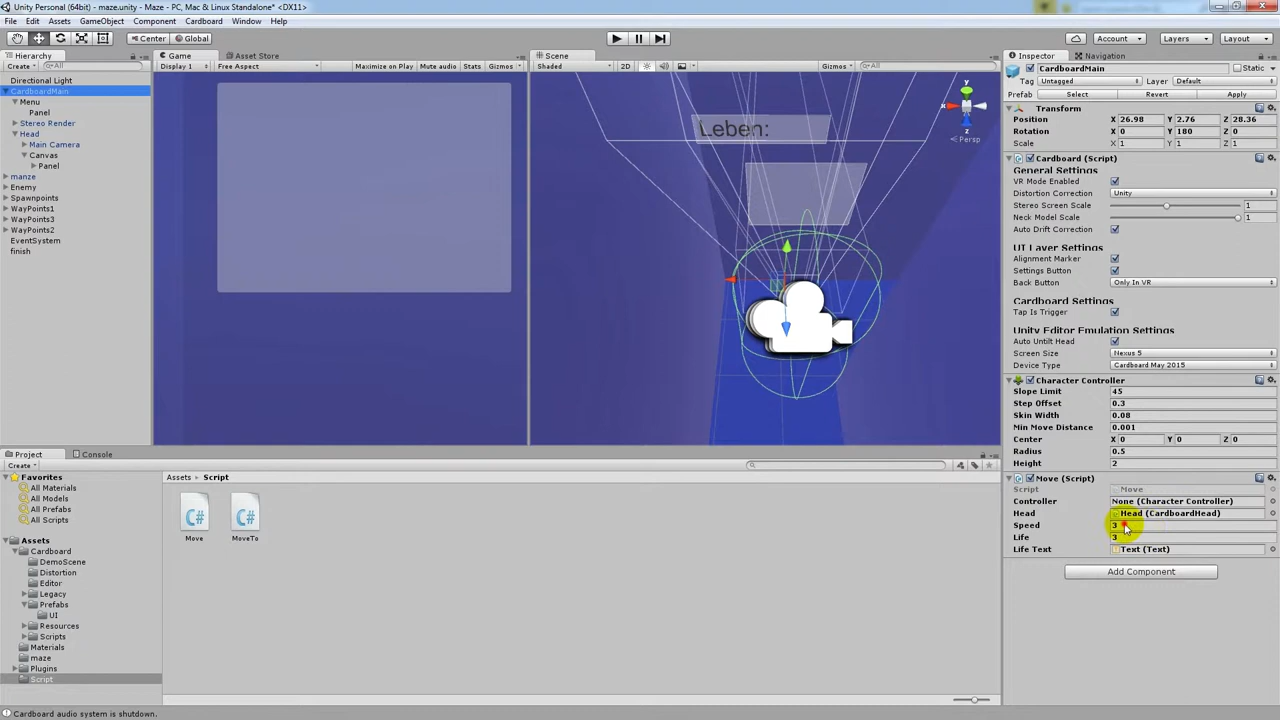 Unity Personal (64bit) - maze.unity - Maze - PC, Mac & Linux Standalone* <DX11>
File Edit Assets GameObject Component Cardboard Window Help
Center Global Account Layers Layout
Hierarchy
Create All
Directional Light
CardboardMain
Menu
Panel
Stereo Render
Head
Main Camera
Canvas
Panel
manze
Enemy
Spawnpoints
WayPoints1
WayPoints3
WayPoints2
EventSystem
finish
Game Asset Store
Display 1 Free Aspect Maximize on Play Mute audio Stats Gizmos
Scene
Shaded 2D Gizmos All
Leben:
y
x
z
Persp
Inspector Navigation
CardboardMain Static
Tag Untagged Layer Default
Prefab Select Revert Apply
Transform
Position X 26.98 Y 2.76 Z 28.36
Rotation X 0 Y 180 Z 0
Scale X 1 Y 1 Z 1
Cardboard (Script)
General Settings
VR Mode Enabled
Distortion Correction Unity
Stereo Screen Scale 1
Neck Model Scale 1
Auto Drift Correction
UI Layer Settings
Alignment Marker
Settings Button
Back Button Only In VR
Cardboard Settings
Tap Is Trigger
Unity Editor Emulation Settings
Auto Untilt Head
Screen Size Nexus 5
Device Type Cardboard May 2015
Character Controller
Slope Limit 45
Step Offset 0.3
Skin Width 0.08
Min Move Distance 0.001
Center X 0 Y 0 Z 0
Radius 0.5
Height 2
Move (Script)
Script Move
Controller None (Character Controller)
Head Head (CardboardHead)
Speed 3
Life 3
Life Text Text (Text)
Add Component
Project Console
Create
Favorites
All Materials
All Models
All Prefabs
All Scripts
Assets
Cardboard
DemoScene
Distortion
Editor
Legacy
Prefabs
UI
Resources
Scripts
Materials
maze
Plugins
Script
Assets Script
C# C#
Move MoveTo
Cardboard audio system is shutdown.